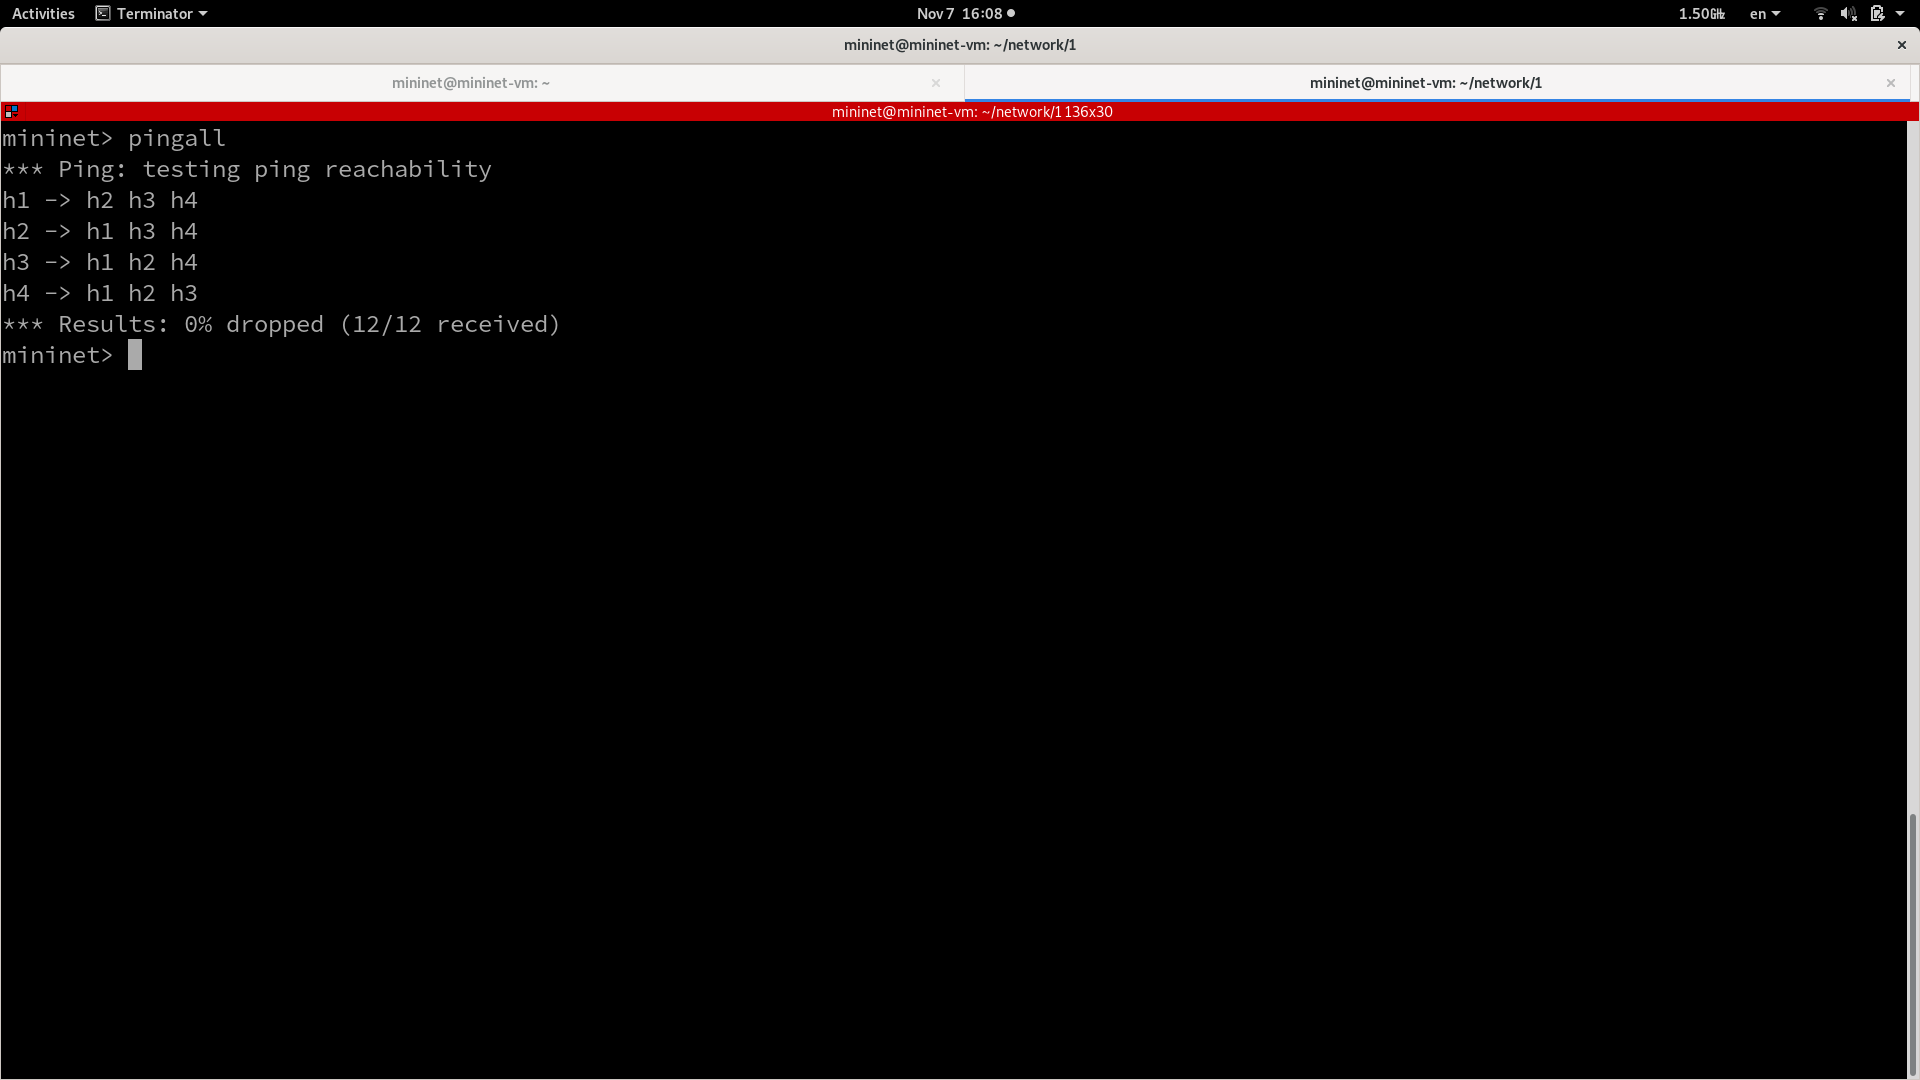 Activities Terminator Nov 7 16:08 1.50GHz en
mininet@mininet-vm: ~/network/1
mininet@mininet-vm: ~ mininet@mininet-vm: ~/network/1
mininet@mininet-vm: ~/network/1 136x30
mininet> pingall
*** Ping: testing ping reachability
h1 -> h2 h3 h4
h2 -> h1 h3 h4
h3 -> h1 h2 h4
h4 -> h1 h2 h3
*** Results: 0% dropped (12/12 received)
mininet>